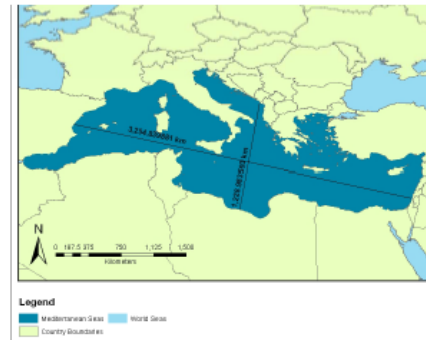 N
0 187.5 375 750 1,125 1,500
Kilometers
Legend
Mediterranean Seas World Seas
Country Boundaries